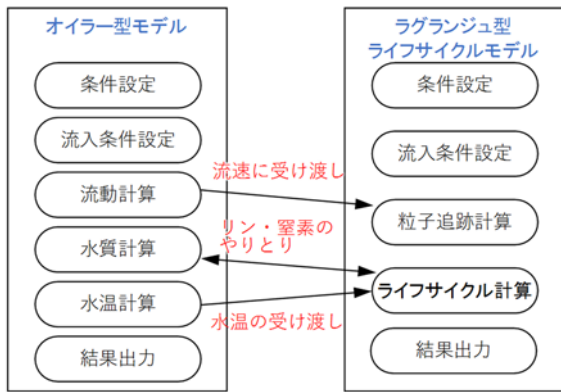 オイラー型モデル
条件設定
流入条件設定
流動計算
水質計算
水温計算
結果出力
流速に受け渡し
リン・窒素の
やりとり
水温の受け渡し
ラグランジュ型
ライフサイクルモデル
条件設定
流入条件設定
粒子追跡計算
ライフサイクル計算
結果出力